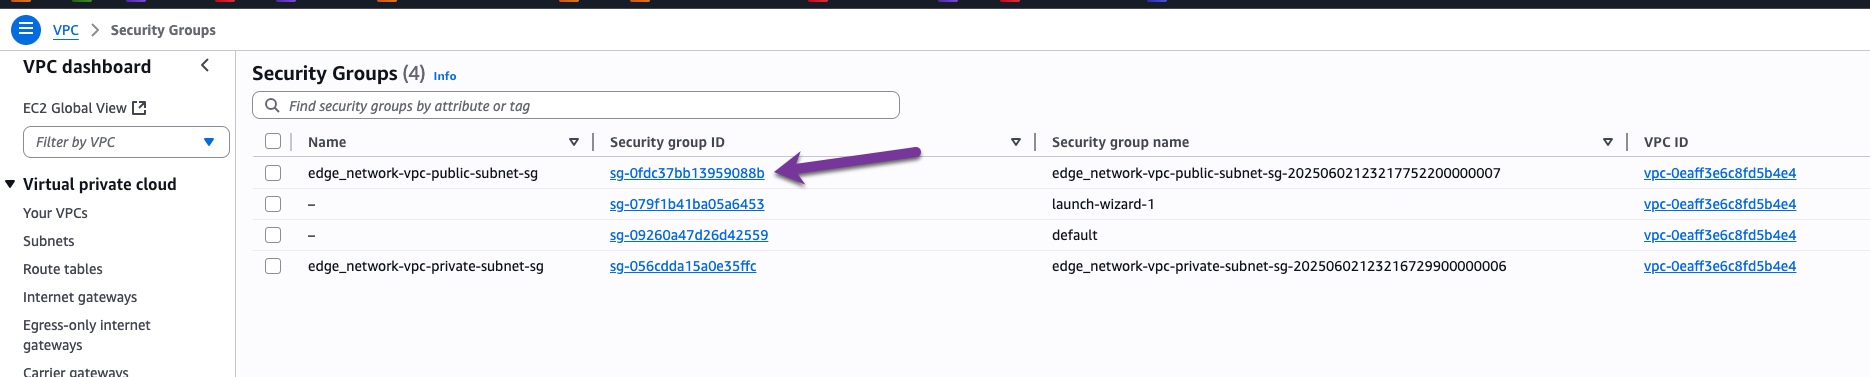 VPC > Security Groups
VPC dashboard
EC2 Global View
Filter by VPC
Virtual private cloud
Your VPCs
Subnets
Route tables
Internet gateways
Egress-only internet
gateways
Carrier gateways
Security Groups (4) Info
Find security groups by attribute or tag
Name Security group ID Security group name VPC ID
edge_network-vpc-public-subnet-sg sg-0fdc37bb13959088b edge_network-vpc-public-subnet-sg-20250602123217752200000007 vpc-0eaff3e6c8fd5b4e4
– sg-079f1b41ba05a6453 launch-wizard-1 vpc-0eaff3e6c8fd5b4e4
– sg-09260a47d26d42559 default vpc-0eaff3e6c8fd5b4e4
edge_network-vpc-private-subnet-sg sg-056cdda15a0e35ffc edge_network-vpc-private-subnet-sg-20250602123216729900000006 vpc-0eaff3e6c8fd5b4e4